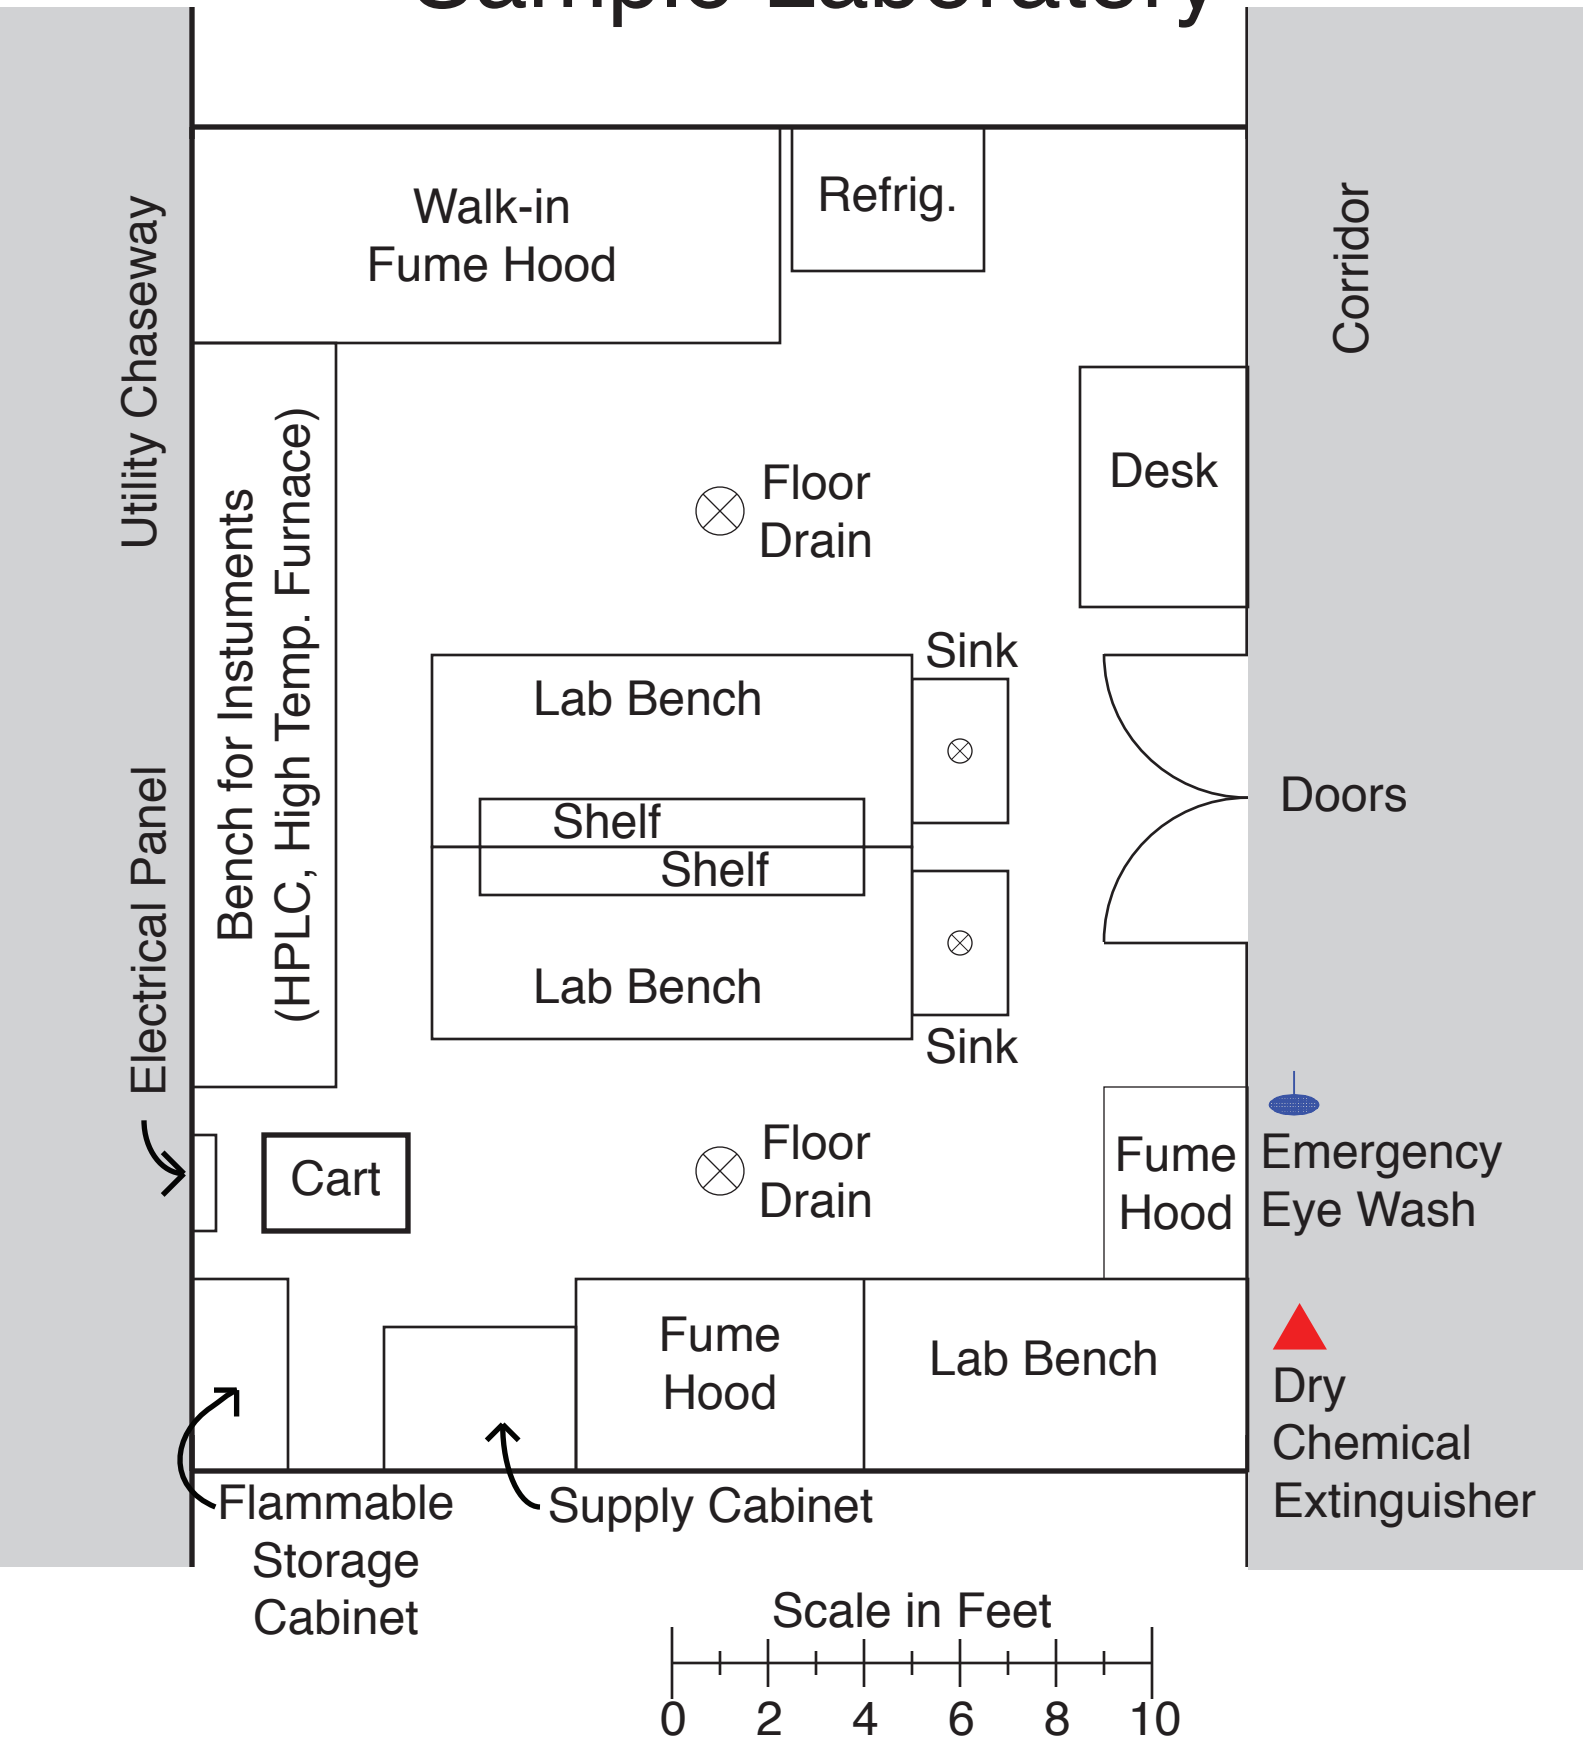 Sample Laboratory
Walk-in
Fume Hood
Refrig.
Utility Chaseway
Corridor
Bench for Instuments
(HPLC, High Temp. Furnace)
Floor
Drain
Desk
Sink
Lab Bench
Shelf
Shelf
Lab Bench
Sink
Doors
Electrical Panel
Cart
Floor
Drain
Fume
Hood
Emergency
Eye Wash
Fume
Hood
Lab Bench
Dry
Chemical
Extinguisher
Flammable
Storage
Cabinet
Supply Cabinet
Scale in Feet
0 2 4 6 8 10